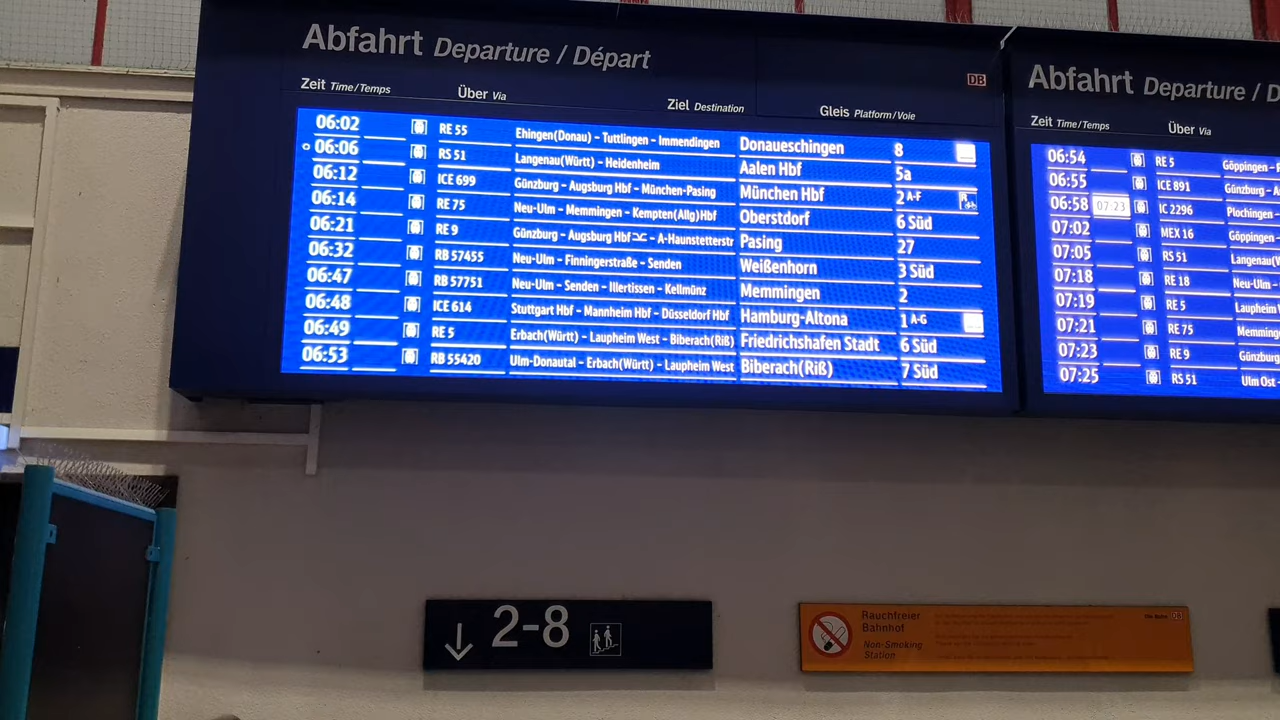 Abfahrt Departure / Départ
DB
Zeit Time/Temps Über Via Ziel Destination Gleis Platform/Voie
06:02 RE 55 Ehingen(Donau) – Tuttlingen – Immendingen Donaueschingen 8
06:06 RS 51 Langenau(Württ) – Heidenheim Aalen Hbf 5a
06:12 ICE 699 Günzburg – Augsburg Hbf – München-Pasing München Hbf 2 A-F
06:14 RE 75 Neu-Ulm – Memmingen – Kempten(Allg)Hbf Oberstdorf 6 Süd
06:21 RE 9 Günzburg – Augsburg Hbf – A-Haunstetterstr Pasing 27
06:32 RB 57455 Neu-Ulm – Finningerstraße – Senden Weißenhorn 3 Süd
06:47 RB 57751 Neu-Ulm – Senden – Illertissen – Kellmünz Memmingen 2
06:48 ICE 614 Stuttgart Hbf – Mannheim Hbf – Düsseldorf Hbf Hamburg-Altona 1 A-G
06:49 RE 5 Erbach(Württ) – Laupheim West – Biberach(Riß) Friedrichshafen Stadt 6 Süd
06:53 RB 55420 Ulm-Donautal – Erbach(Württ) – Laupheim West Biberach(Riß) 7 Süd
Abfahrt Departure / D
Zeit Time/Temps Über Via
06:54 RE 5 Göppingen –
06:55 ICE 891 Günzburg –
06:58 07:23 IC 2296 Plochingen –
07:02 MEX 16 Göppingen –
07:05 RS 51 Langenau(
07:18 RE 18 Neu-Ulm –
07:19 RE 5 Laupheim
07:21 RE 75 Memming
07:23 RE 9 Günzburg
07:25 RS 51 Ulm Ost –
2-8
Rauchfreier
Bahnhof
Non-Smoking
Station